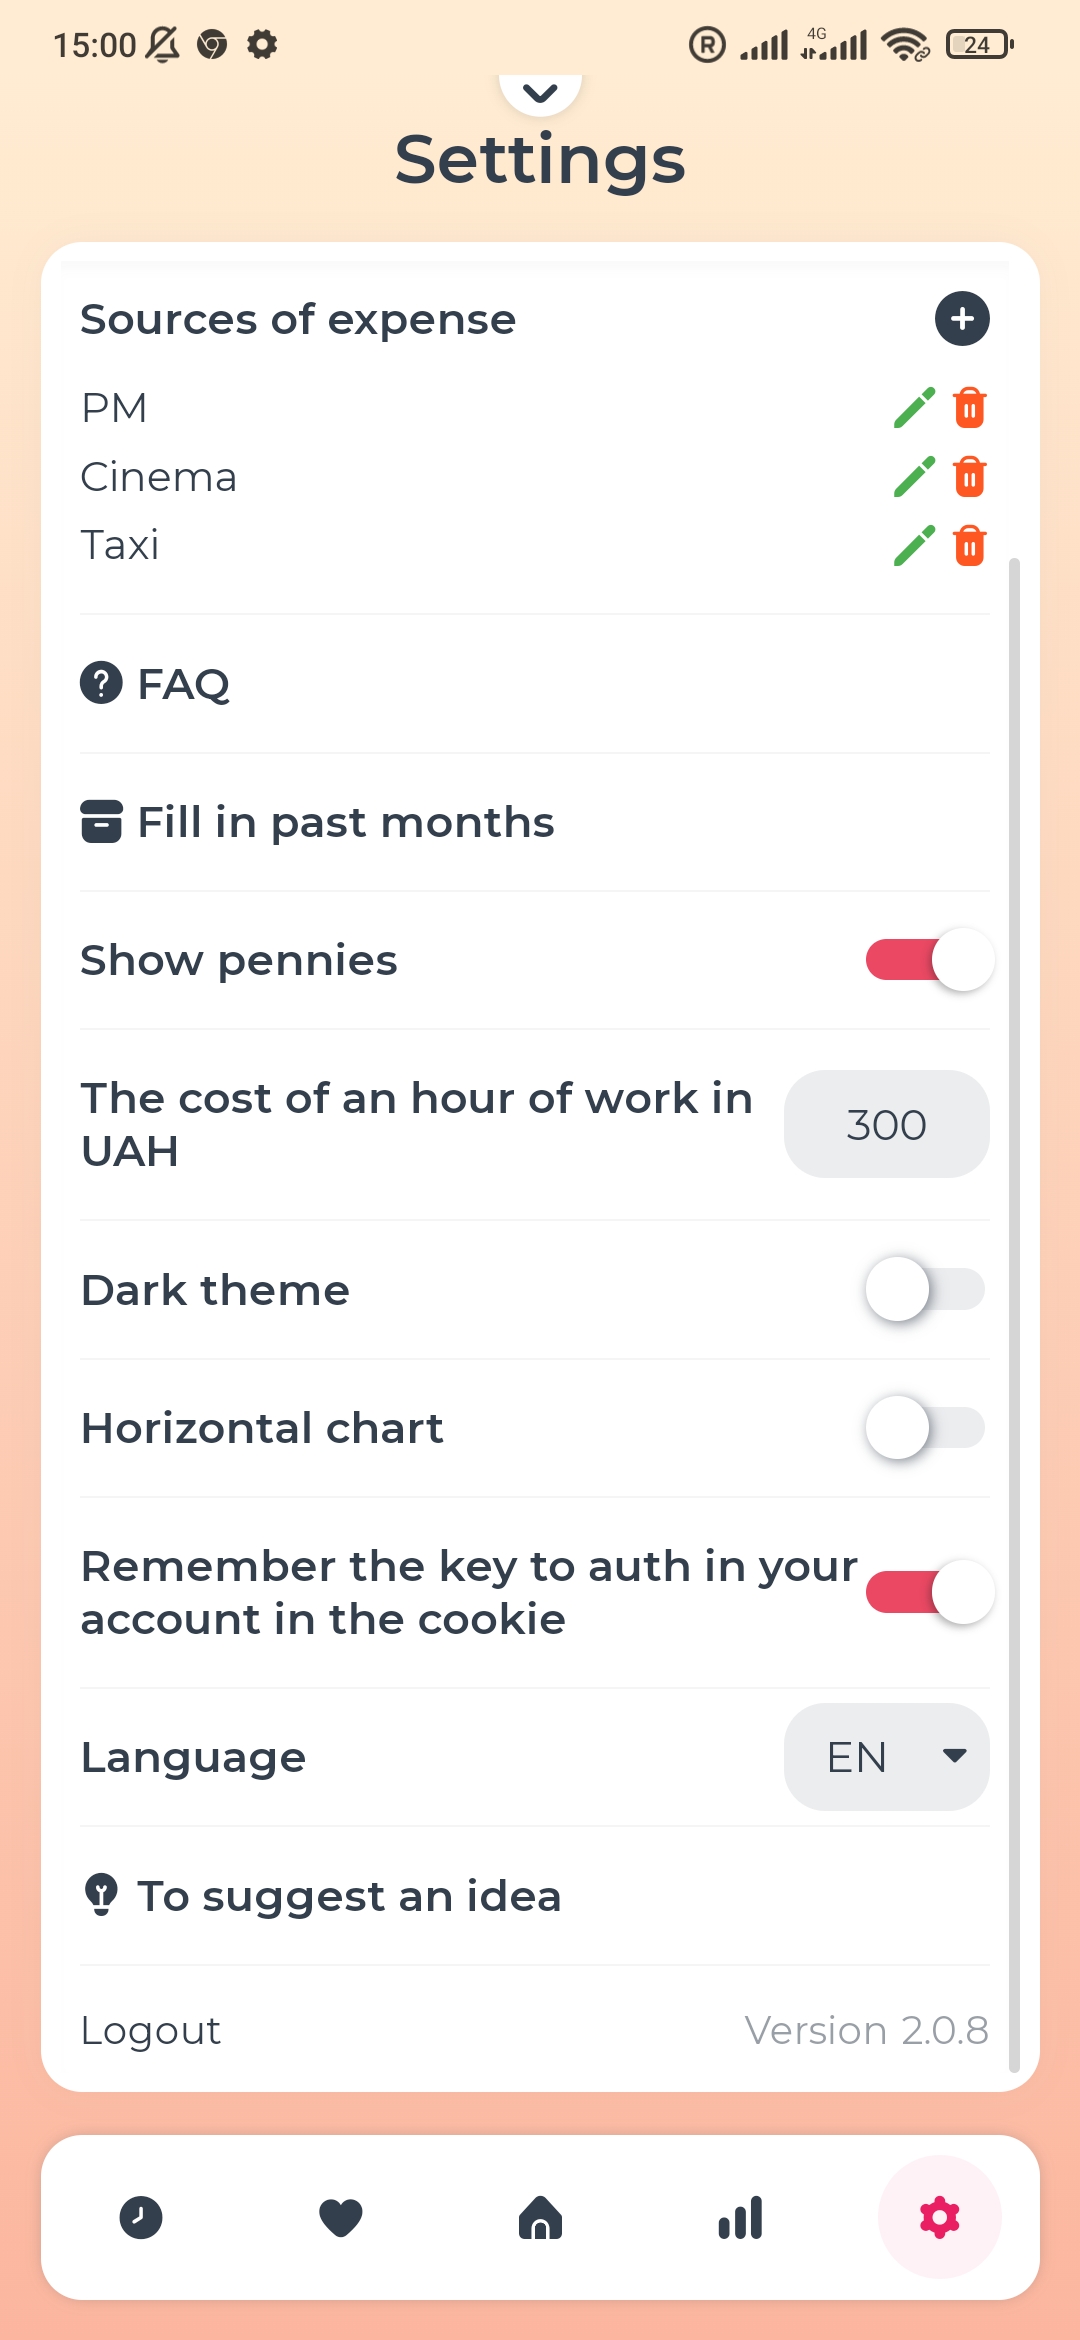 15:00
4G
24
Settings
Sources of expense
PM
Cinema
Taxi
FAQ
Fill in past months
Show pennies
The cost of an hour of work in
UAH
300
Dark theme
Horizontal chart
Remember the key to auth in your
account in the cookie
Language
EN
To suggest an idea
Logout
Version 2.0.8